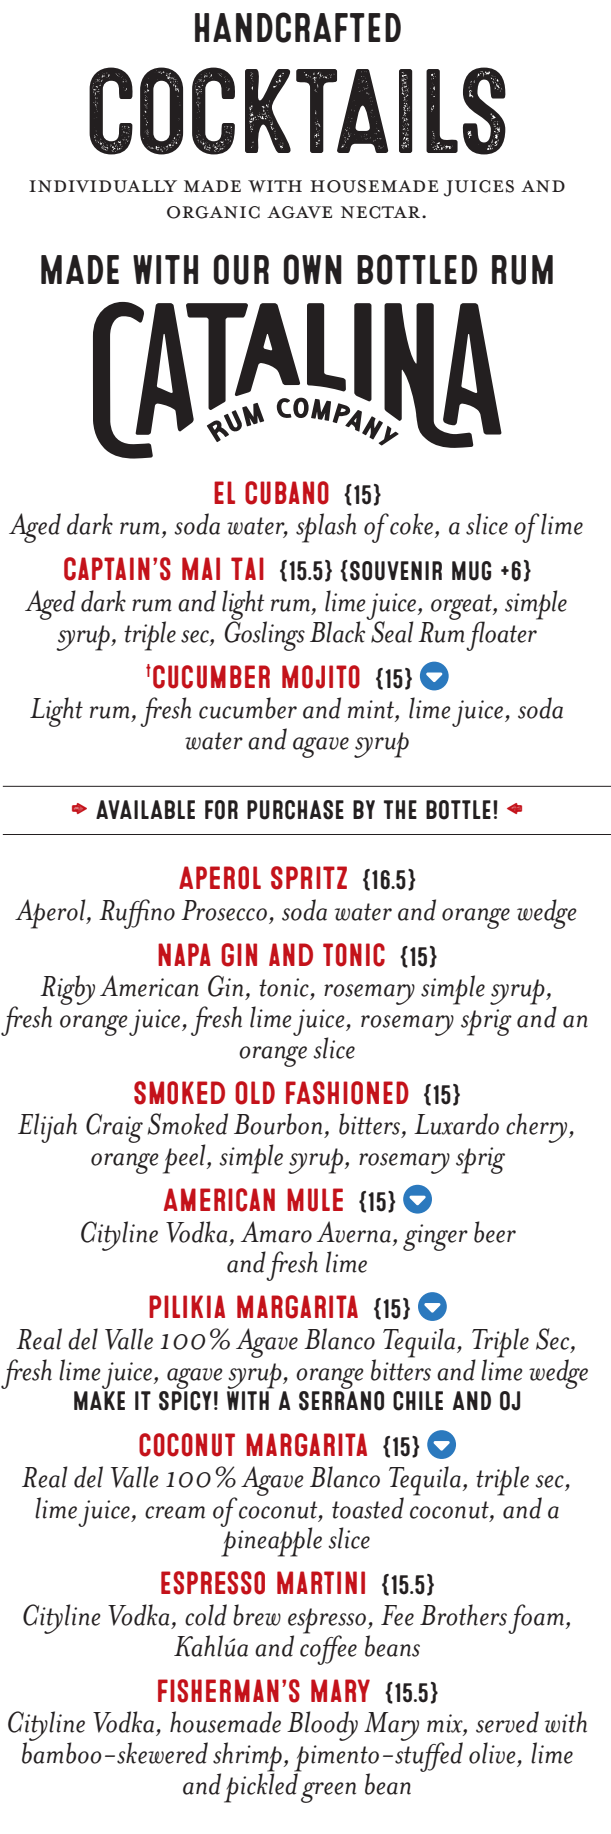 HANDCRAFTED
COCKTAILS
INDIVIDUALLY MADE WITH HOUSEMADE JUICES AND
ORGANIC AGAVE NECTAR.
MADE WITH OUR OWN BOTTLED RUM
CATALINA
RUM COMPANY
EL CUBANO {15}
Aged dark rum, soda water, splash of coke, a slice of lime
CAPTAIN'S MAI TAI {15.5} {SOUVENIR MUG +6}
Aged dark rum and light rum, lime juice, orgeat, simple
syrup, triple sec, Goslings Black Seal Rum floater
†CUCUMBER MOJITO {15}
Light rum, fresh cucumber and mint, lime juice, soda
water and agave syrup
AVAILABLE FOR PURCHASE BY THE BOTTLE!
APEROL SPRITZ {16.5}
Aperol, Ruffino Prosecco, soda water and orange wedge
NAPA GIN AND TONIC {15}
Rigby American Gin, tonic, rosemary simple syrup,
fresh orange juice, fresh lime juice, rosemary sprig and an
orange slice
SMOKED OLD FASHIONED {15}
Elijah Craig Smoked Bourbon, bitters, Luxardo cherry,
orange peel, simple syrup, rosemary sprig
AMERICAN MULE {15}
Cityline Vodka, Amaro Averna, ginger beer
and fresh lime
PILIKIA MARGARITA {15}
Real del Valle 100% Agave Blanco Tequila, Triple Sec,
fresh lime juice, agave syrup, orange bitters and lime wedge
MAKE IT SPICY! WITH A SERRANO CHILE AND OJ
COCONUT MARGARITA {15}
Real del Valle 100% Agave Blanco Tequila, triple sec,
lime juice, cream of coconut, toasted coconut, and a
pineapple slice
ESPRESSO MARTINI {15.5}
Cityline Vodka, cold brew espresso, Fee Brothers foam,
Kahlúa and coffee beans
FISHERMAN'S MARY {15.5}
Cityline Vodka, housemade Bloody Mary mix, served with
bamboo-skewered shrimp, pimento-stuffed olive, lime
and pickled green bean